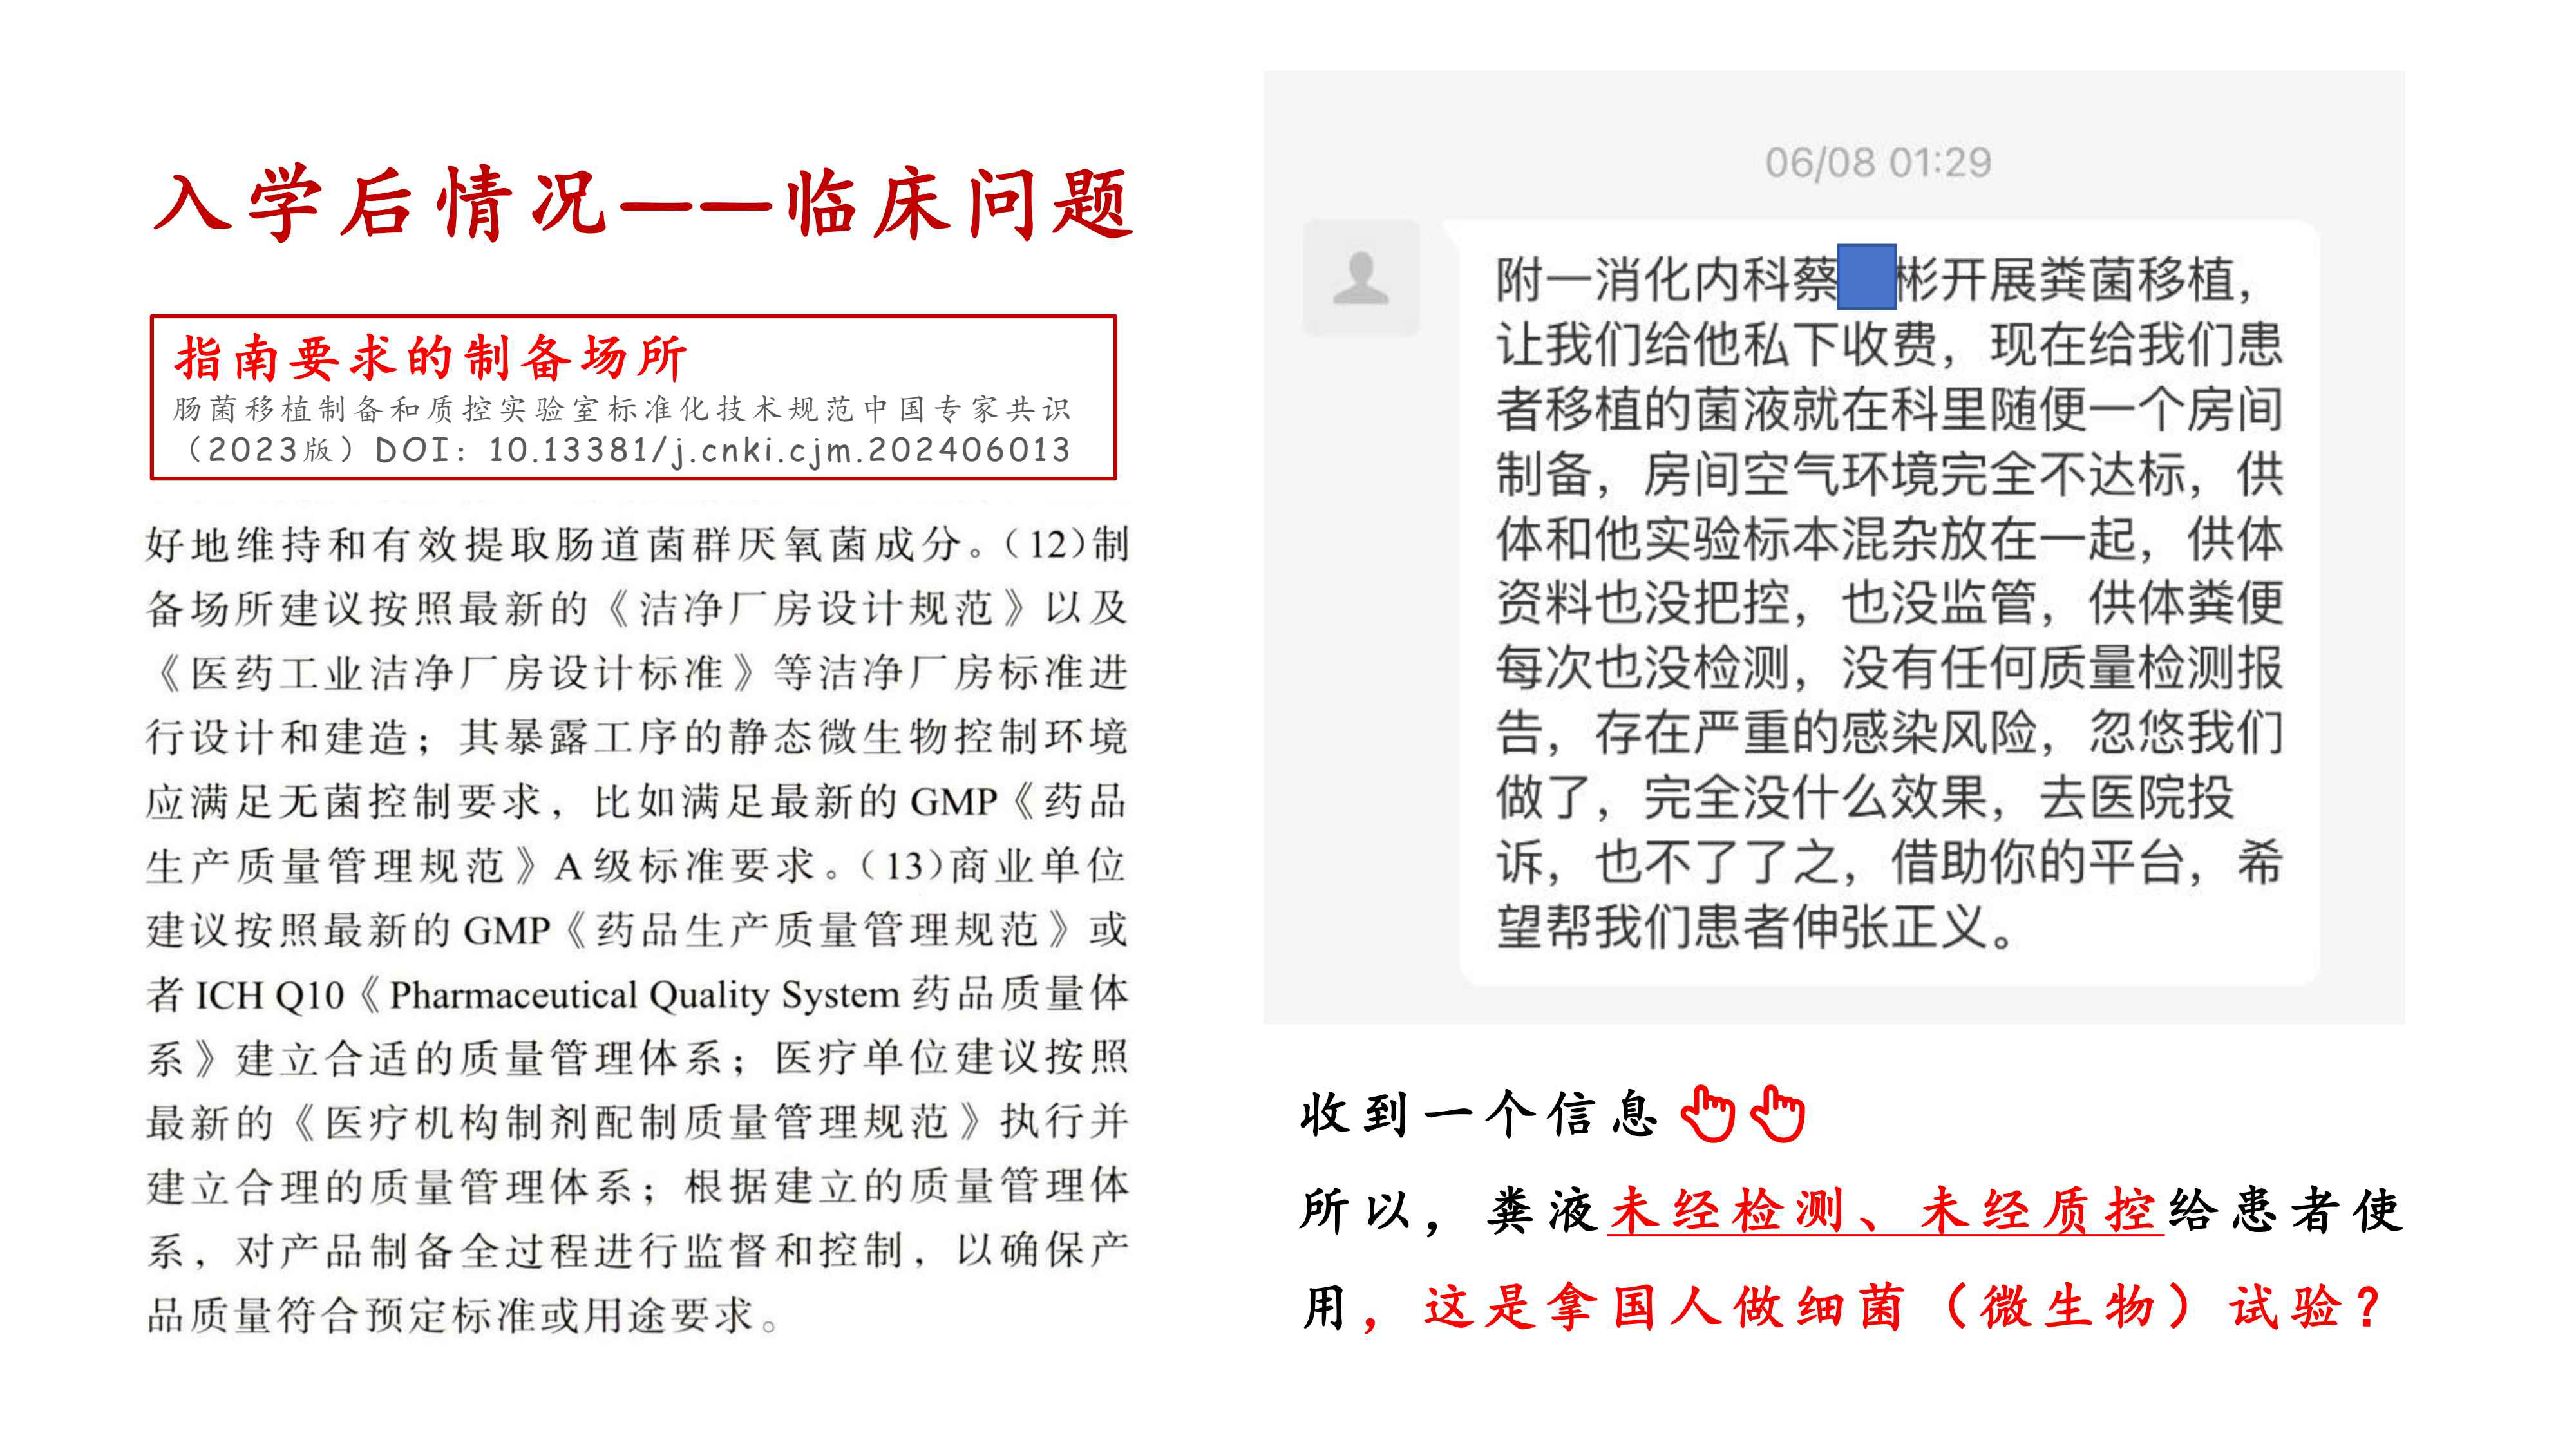 入学后情况——临床问题
指南要求的制备场所
肠菌移植制备和质控实验室标准化技术规范中国专家共识
（2023版）DOI：10.13381/j.cnki.cjm.202406013
好地维持和有效提取肠道菌群厌氧菌成分。（12）制
备场所建议按照最新的《洁净厂房设计规范》以及
《医药工业洁净厂房设计标准》等洁净厂房标准进
行设计和建造；其暴露工序的静态微生物控制环境
应满足无菌控制要求，比如满足最新的 GMP《药品
生产质量管理规范》A 级标准要求。（13）商业单位
建议按照最新的 GMP《药品生产质量管理规范》或
者 ICH Q10《Pharmaceutical Quality System 药品质量体
系》建立合适的质量管理体系；医疗单位建议按照
最新的《医疗机构制剂配制质量管理规范》执行并
建立合理的质量管理体系；根据建立的质量管理体
系，对产品制备全过程进行监督和控制，以确保产
品质量符合预定标准或用途要求。
06/08 01:29
附一消化内科蔡彬开展粪菌移植，
让我们给他私下收费，现在给我们患
者移植的菌液就在科里随便一个房间
制备，房间空气环境完全不达标，供
体和他实验标本混杂放在一起，供体
资料也没把控，也没监管，供体粪便
每次也没检测，没有任何质量检测报
告，存在严重的感染风险，忽悠我们
做了，完全没什么效果，去医院投
诉，也不了了之，借助你的平台，希
望帮我们患者伸张正义。
收到一个信息
所以，粪液未经检测、未经质控给患者使
用，这是拿国人做细菌（微生物）试验？